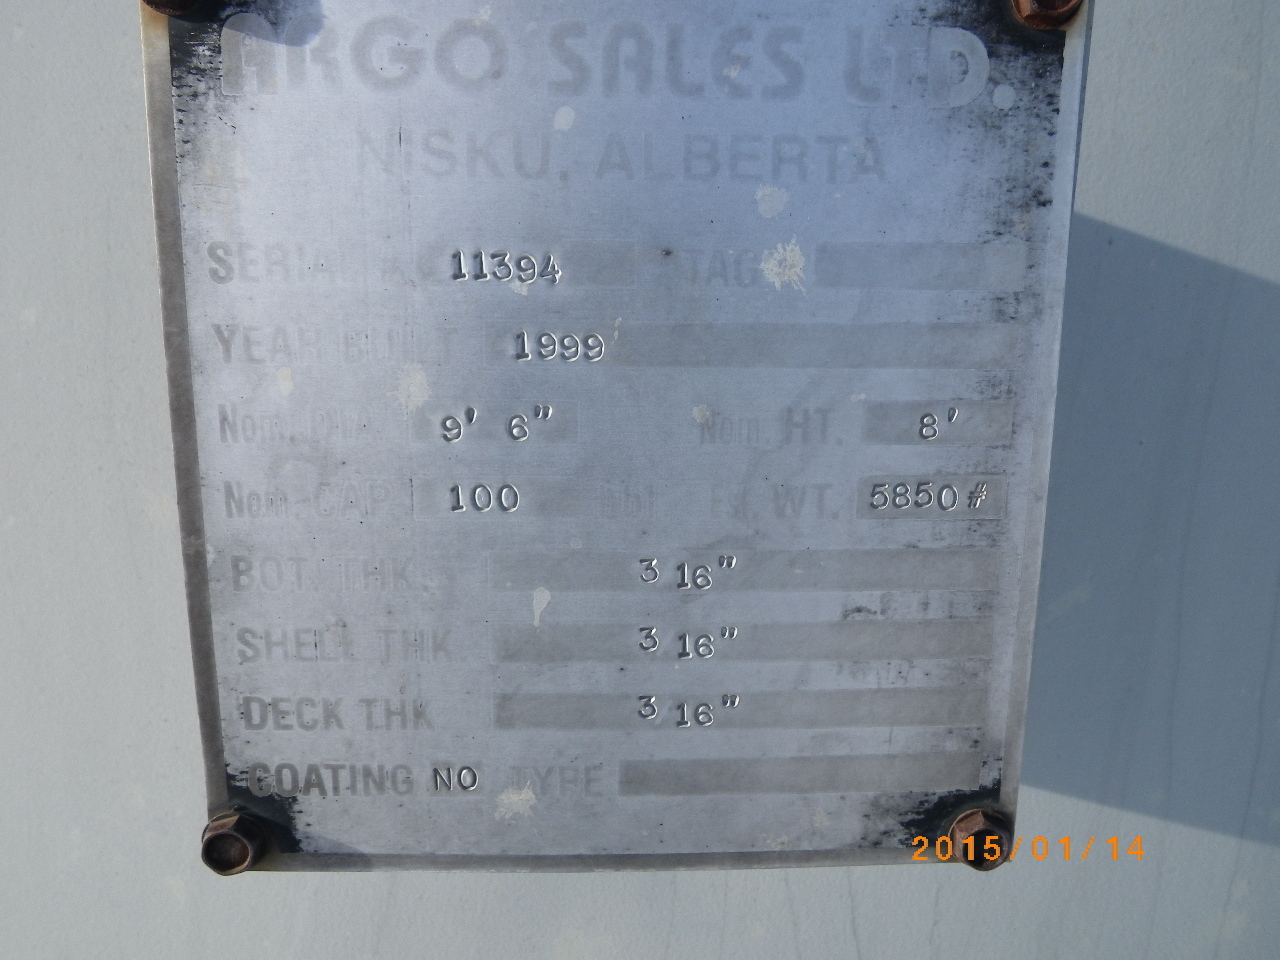 ARGO SALES LTD.
NISKU, ALBERTA
SERIAL 11394 TAG
YEAR BUILT 1999
Nom. DIA. 9' 6" Nom. HT. 8'
Nom. CAP. 100 bbl Est. WT. 5850#
BOT. THK. 3 16"
SHELL THK. 3 16"
DECK THK. 3 16"
COATING NO TYPE
2015/01/14